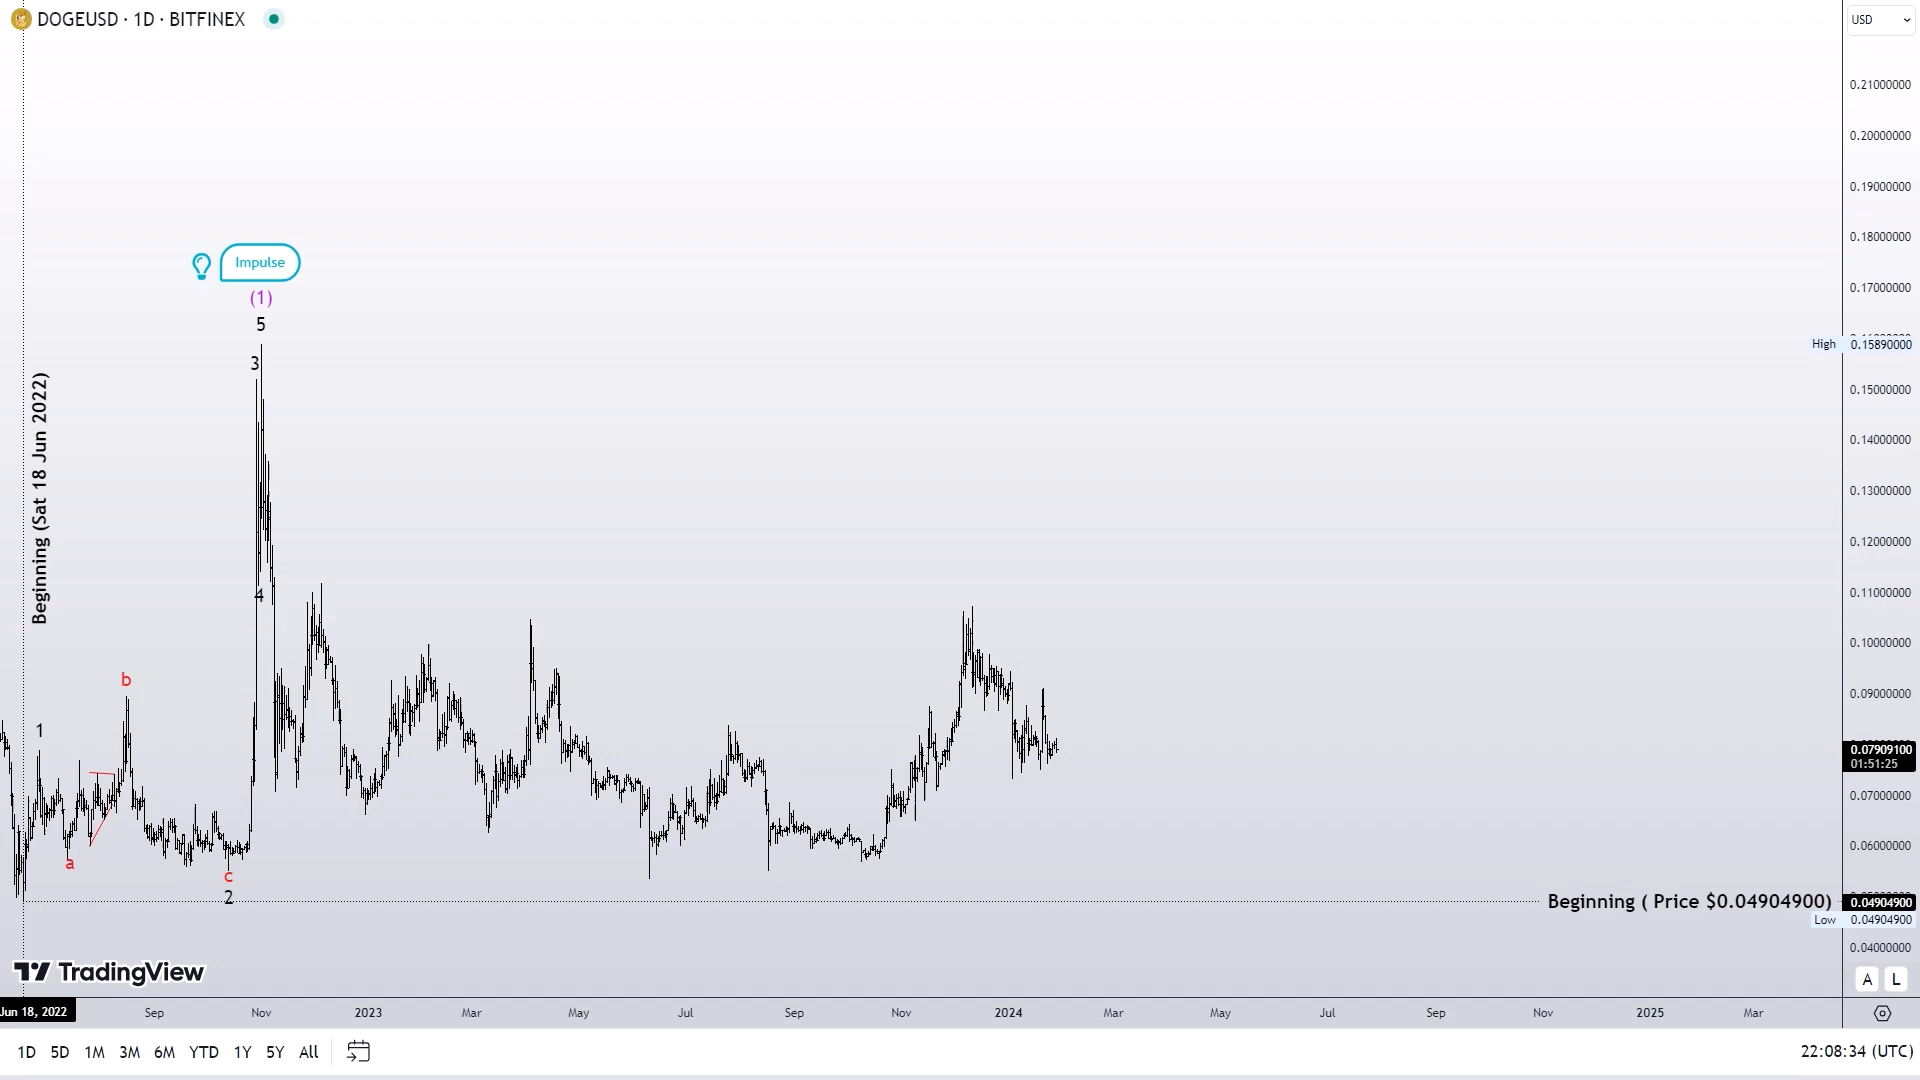 DOGEUSD · 1D · BITFINEX
USD
0.21000000
0.20000000
0.19000000
0.18000000
Impulse
(1)
0.17000000
5
High 0.15890000
3
0.15000000
0.14000000
Beginning (Sat 18 Jun 2022)
0.13000000
0.12000000
4
0.11000000
0.10000000
b
0.09000000
1
0.07909100
01:51:25
0.07000000
0.06000000
a
c
2
Beginning ( Price $0.04904900) 0.04904900
Low 0.04904900
0.04000000
TradingView
A L
Jun 18, 2022 Sep Nov 2023 Mar May Jul Sep Nov 2024 Mar May Jul Sep Nov 2025 Mar
1D 5D 1M 3M 6M YTD 1Y 5Y All
22:08:34 (UTC)